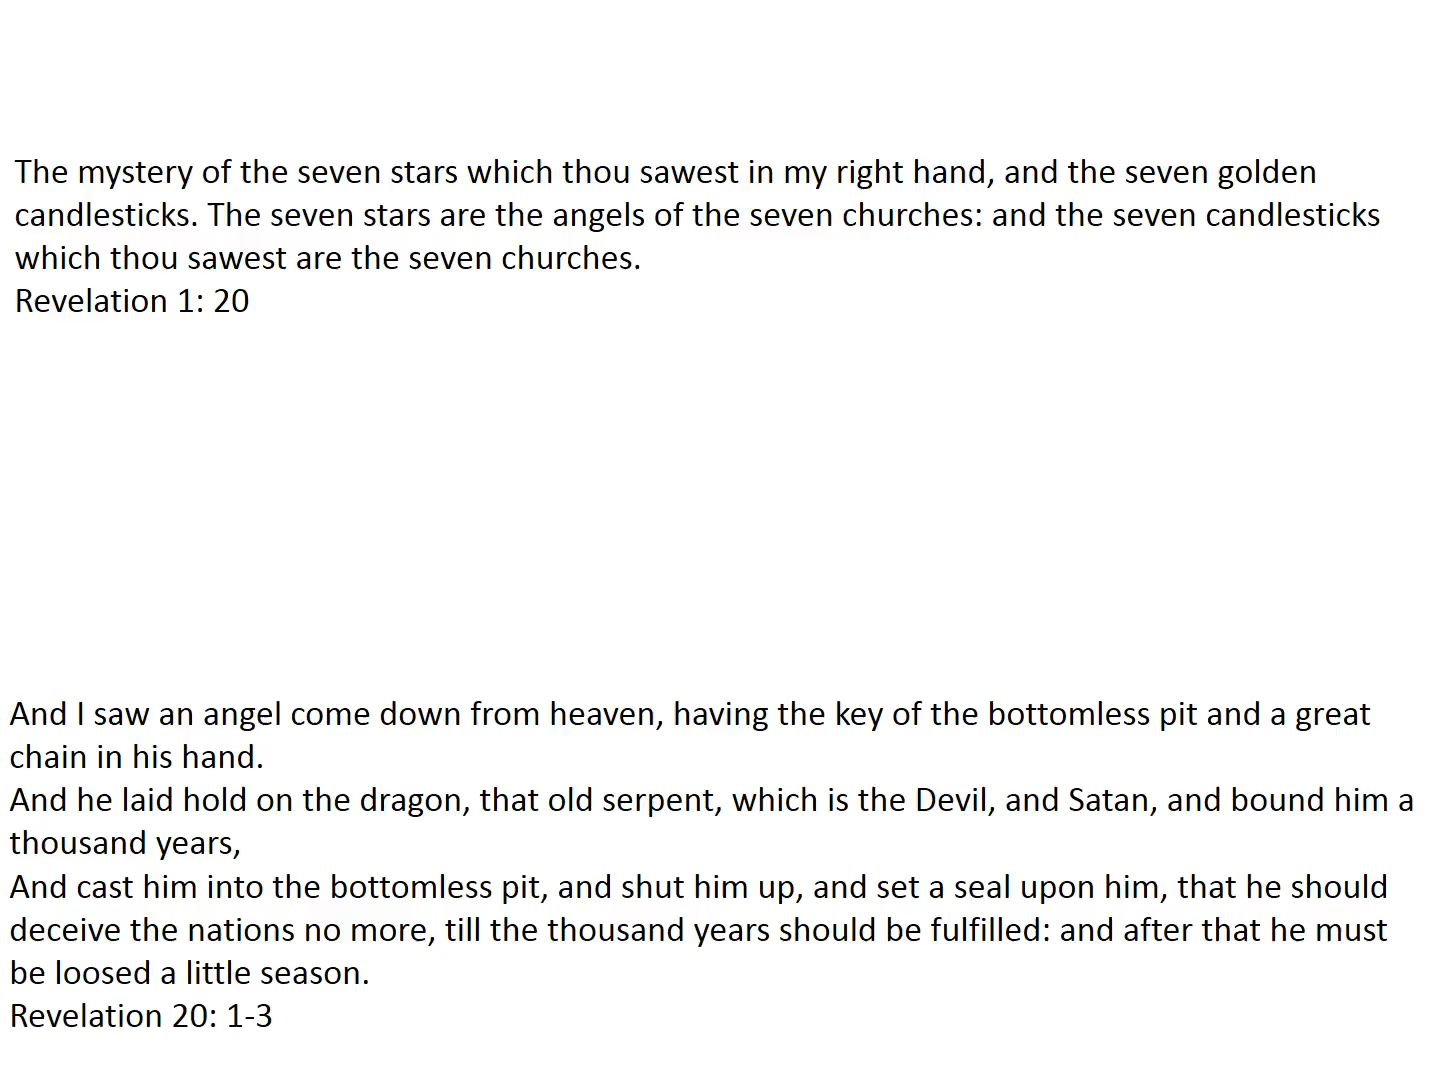 The mystery of the seven stars which thou sawest in my right hand, and the seven golden
candlesticks. The seven stars are the angels of the seven churches: and the seven candlesticks
which thou sawest are the seven churches.
Revelation 1: 20
And I saw an angel come down from heaven, having the key of the bottomless pit and a great
chain in his hand.
And he laid hold on the dragon, that old serpent, which is the Devil, and Satan, and bound him a
thousand years,
And cast him into the bottomless pit, and shut him up, and set a seal upon him, that he should
deceive the nations no more, till the thousand years should be fulfilled: and after that he must
be loosed a little season.
Revelation 20: 1-3